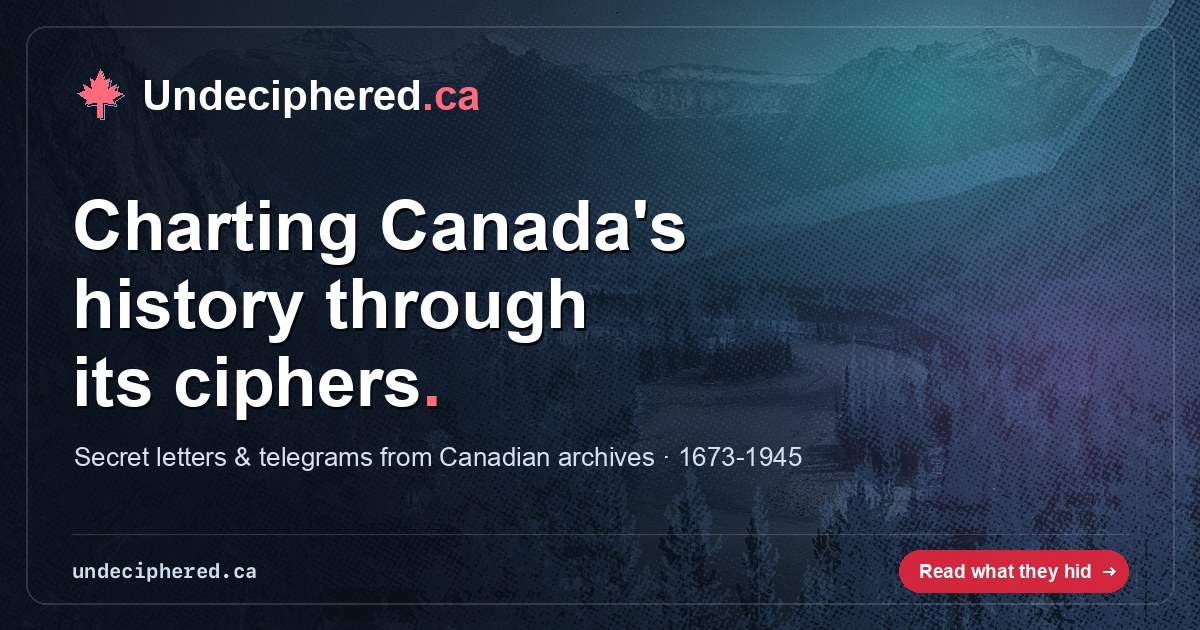 Undeciphered.ca
Charting Canada's
history through
its ciphers.
Secret letters & telegrams from Canadian archives · 1673-1945
undeciphered.ca
Read what they hid →